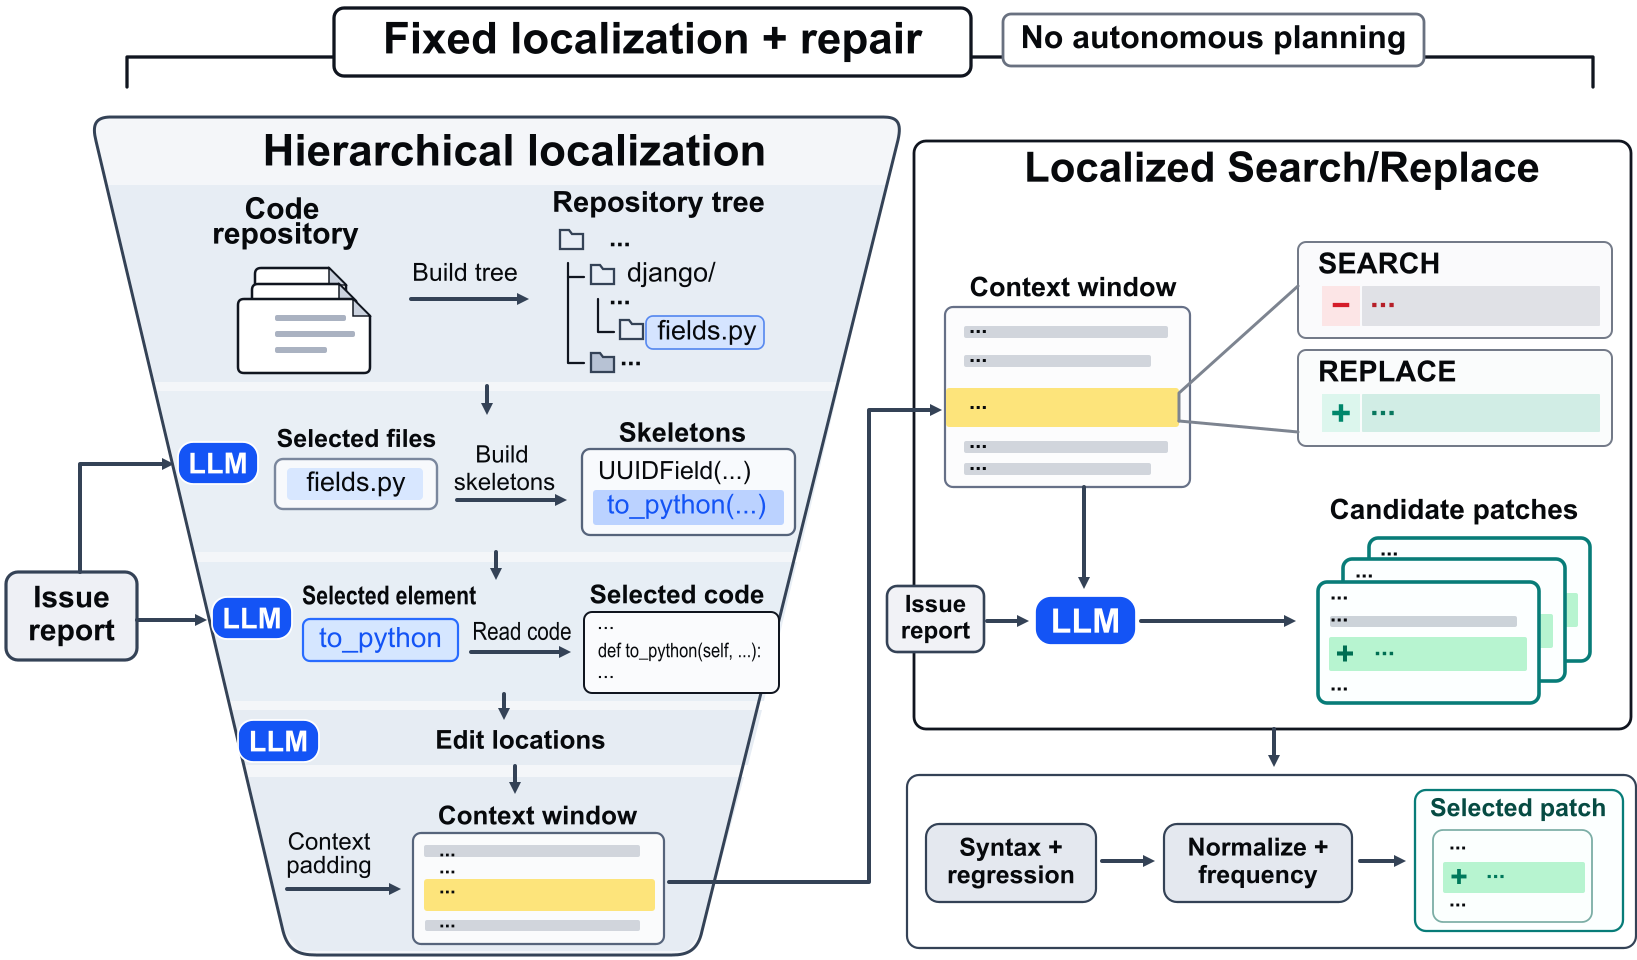 Fixed localization + repair
No autonomous planning
Hierarchical localization
Code
repository
Build tree
Repository tree
...
django/
...
fields.py
...
LLM
Selected files
fields.py
Build
skeletons
Skeletons
UUIDField(...)
to_python(...)
Issue
report
LLM
Selected element
to_python
Read code
Selected code
...
def to_python(self, ...):
...
LLM
Edit locations
Context
padding
Context window
...
...
...
...
Localized Search/Replace
Context window
...
...
...
...
...
SEARCH
− ...
REPLACE
+ ...
Issue
report
LLM
Candidate patches
...
...
...
...
+ ...
...
Syntax +
regression
Normalize +
frequency
Selected patch
...
+ ...
...